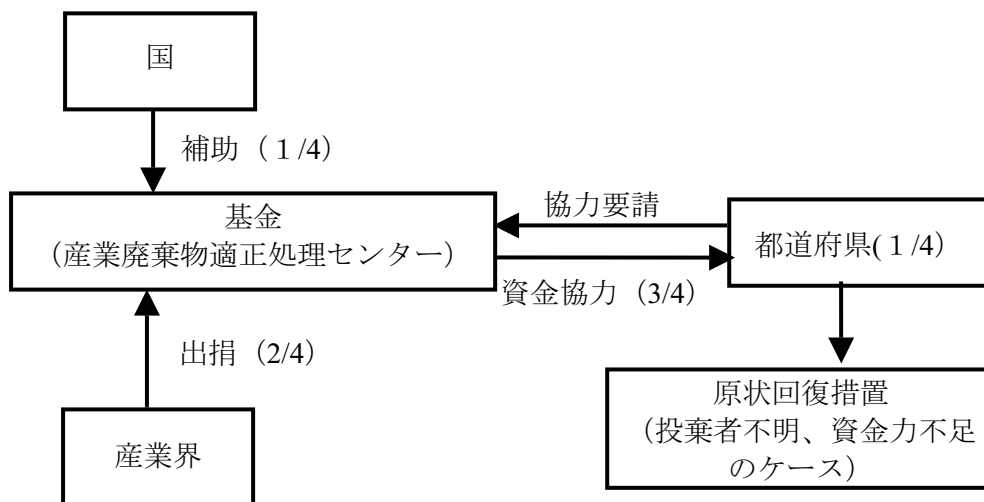 国
補助（１/4）
基金
（産業廃棄物適正処理センター）
協力要請
都道府県(１/4）
資金協力（3/4）
出捐（2/4）
産業界
原状回復措置
（投棄者不明、資金力不足
のケース）